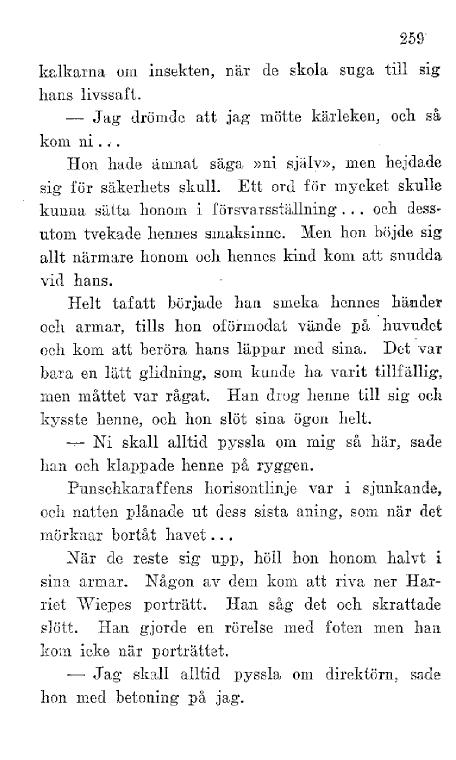 259
kalkarna om insekten, när de skola suga till sig
hans livssaft.
— Jag drömde att jag mötte kärleken, och så
kom ni...
Hon hade ämnat säga »ni själv», men hejdade
sig för säkerhets skull. Ett ord för mycket skulle
kunna sätta honom i försvarsställning... och dess-
utom tvekade hennes smaksinne. Men hon böjde sig
allt närmare honom och hennes kind kom att snudda
vid hans.
Helt tafatt började han smeka hennes händer
och armar, tills hon oförmodat vände på huvudet
och kom att beröra hans läppar med sina. Det var
bara en lätt glidning, som kunde ha varit tillfällig,
men måttet var rågat. Han drog henne till sig och
kysste henne, och hon slöt sina ögon helt.
— Ni skall alltid pyssla om mig så här, sade
han och klappade henne på ryggen.
Punschkaraffens horisontlinje var i sjunkande,
och natten plånade ut dess sista aning, som när det
mörknar bortåt havet...
När de reste sig upp, höll hon honom halvt i
sina armar. Någon av dem kom att riva ner Har-
riet Wiepes porträtt. Han såg det och skrattade
slött. Han gjorde en rörelse med foten men han
kom icke när porträttet.
— Jag skall alltid pyssla om direktörn, sade
hon med betoning på jag.